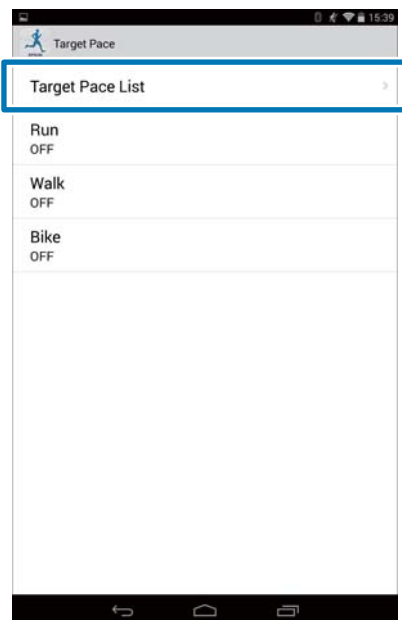 15:39
Target Pace
Target Pace List
Run
OFF
Walk
OFF
Bike
OFF